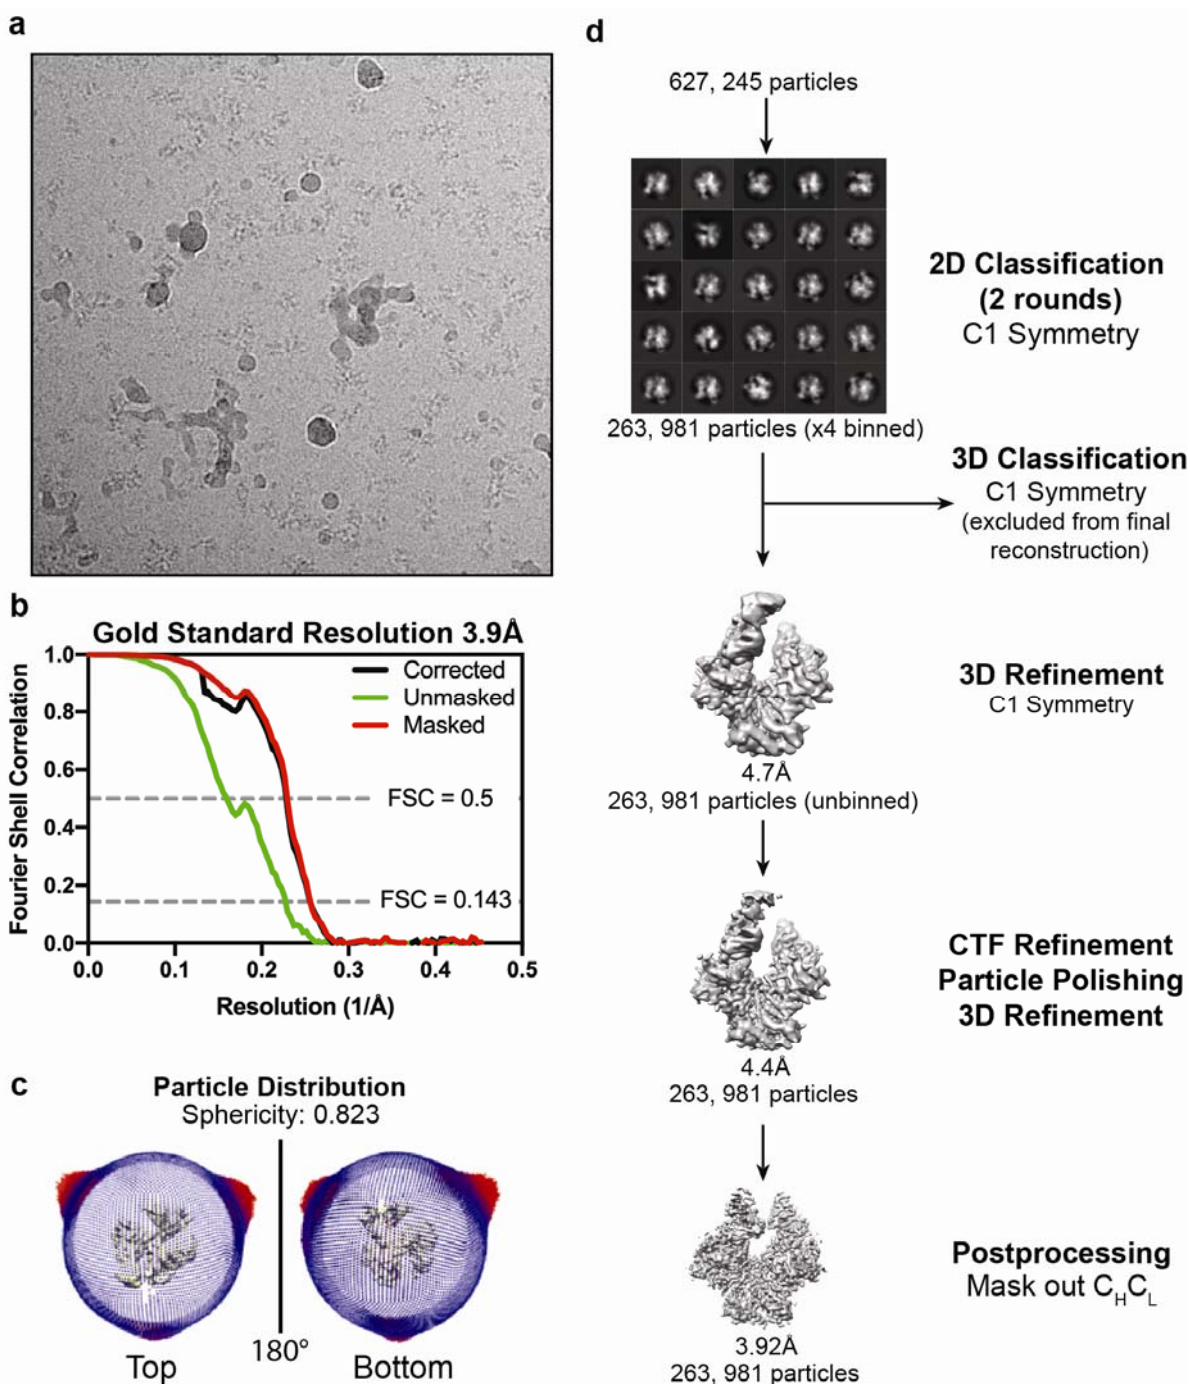 a
b
Gold Standard Resolution 3.9Å
1.0
0.8
0.6
0.4
0.2
0.0
Fourier Shell Correlation
Corrected
Unmasked
Masked
FSC = 0.5
FSC = 0.143
0.0 0.1 0.2 0.3 0.4 0.5
Resolution (1/Å)
c
Particle Distribution
Sphericity: 0.823
180º
Top
Bottom
d
627, 245 particles
2D Classification
(2 rounds)
C1 Symmetry
263, 981 particles (x4 binned)
3D Classification
C1 Symmetry
(excluded from final
reconstruction)
3D Refinement
C1 Symmetry
4.7Å
263, 981 particles (unbinned)
CTF Refinement
Particle Polishing
3D Refinement
4.4Å
263, 981 particles
Postprocessing
Mask out CHCL
3.92Å
263, 981 particles